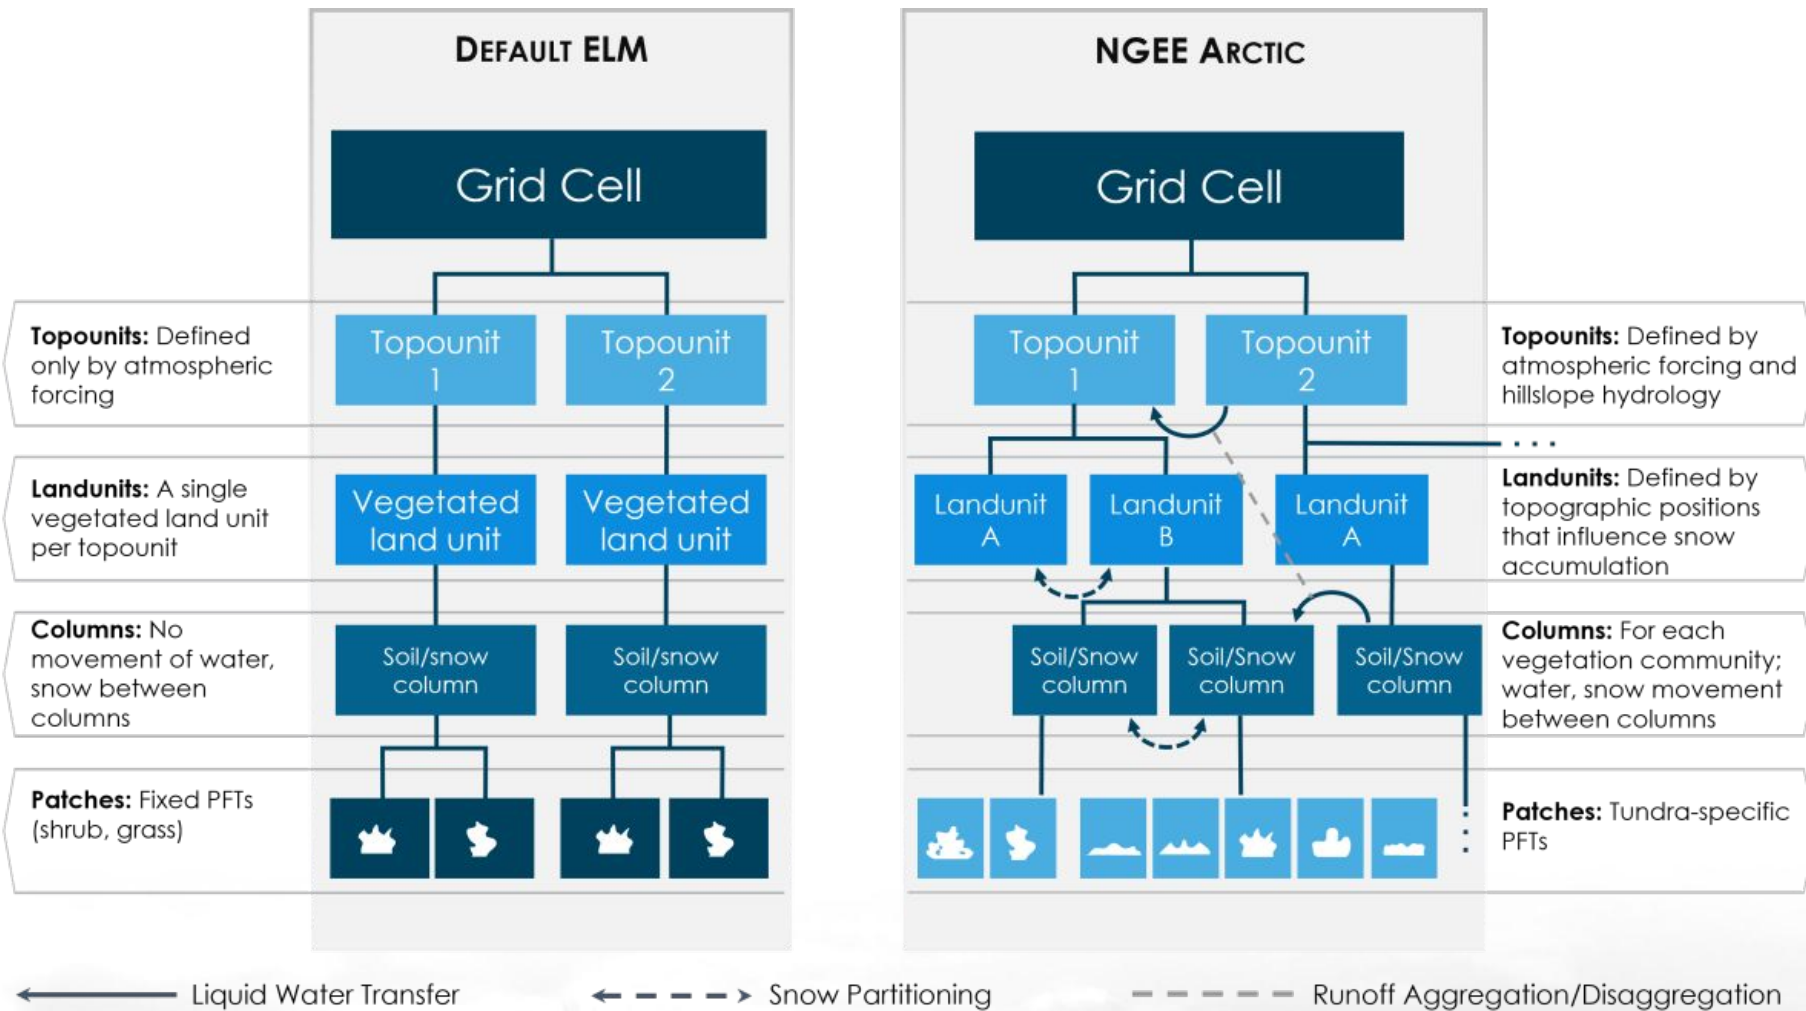 DEFAULT ELM
Grid Cell
Topounits: Defined
only by atmospheric
forcing
Topounit
1
Topounit
2
Landunits: A single
vegetated land unit
per topounit
Vegetated
land unit
Vegetated
land unit
Columns: No
movement of water,
snow between
columns
Soil/snow
column
Soil/snow
column
Patches: Fixed PFTs
(shrub, grass)
NGEE ARCTIC
Grid Cell
Topounit
1
Topounit
2
Topounits: Defined by
atmospheric forcing and
hillslope hydrology
Landunit
A
Landunit
B
Landunit
A
Landunits: Defined by
topographic positions
that influence snow
accumulation
Soil/Snow
column
Soil/Snow
column
Soil/Snow
column
Columns: For each
vegetation community;
water, snow movement
between columns
Patches: Tundra-specific
PFTs
Liquid Water Transfer
Snow Partitioning
Runoff Aggregation/Disaggregation